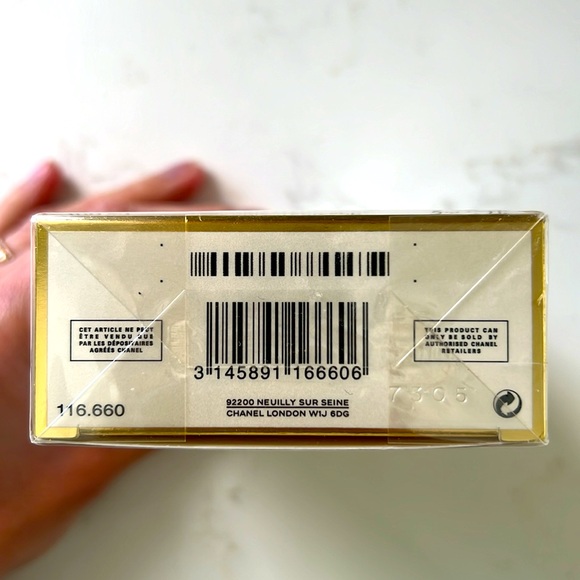 CET ARTICLE NE PEUT
ÊTRE VENDU QUE
PAR LES DÉPOSITAIRES
AGRÉÉS CHANEL
THIS PRODUCT CAN
ONLY BE SOLD BY
AUTHORISED CHANEL
RETAILERS
3 145891 166606
116.660
92200 NEUILLY SUR SEINE
CHANEL LONDON W1J 6DG
7305